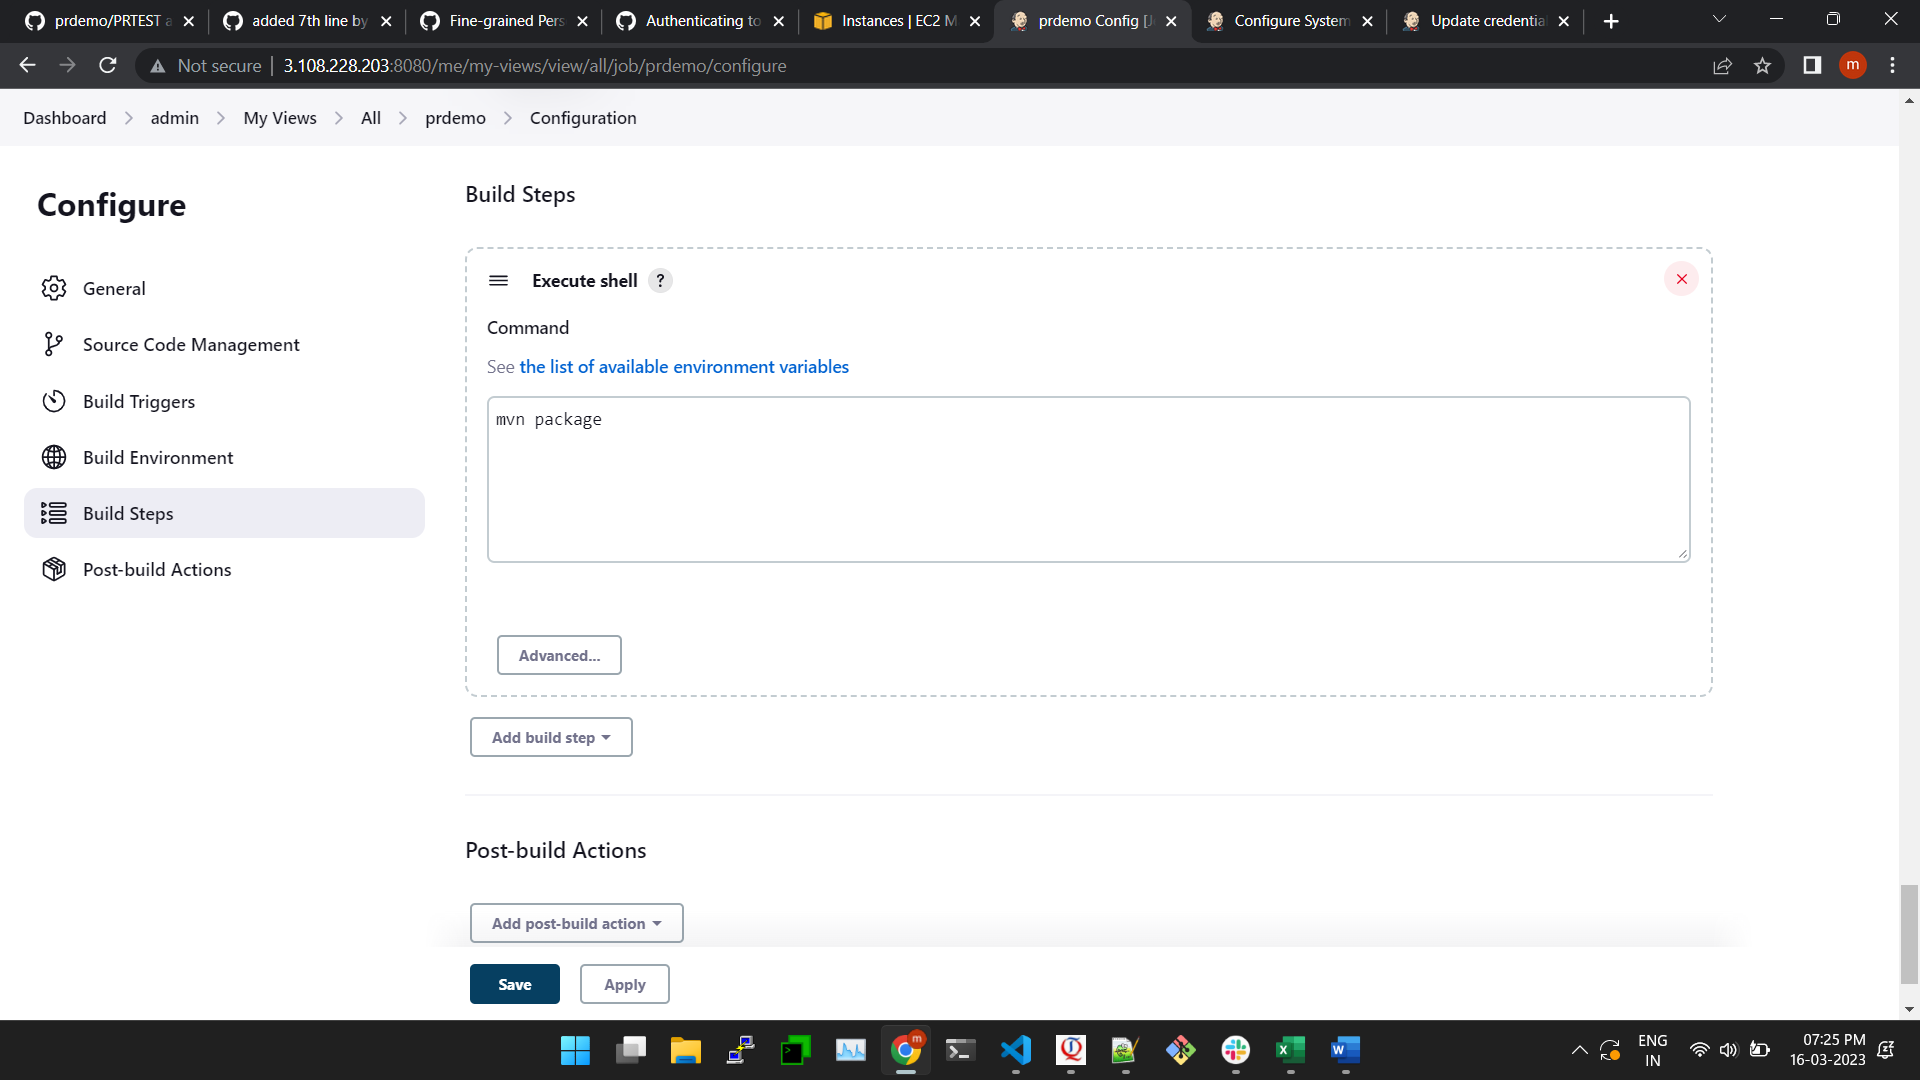 prdemo/PRTEST a
added 7th line by
Fine-grained Pers
Authenticating to
Instances | EC2 M
prdemo Config [J
Configure System
Update credential
Not secure
3.108.228.203:8080/me/my-views/view/all/job/prdemo/configure
m
Dashboard
admin
My Views
All
prdemo
Configuration
Configure
General
Source Code Management
Build Triggers
Build Environment
Build Steps
Post-build Actions
Build Steps
Execute shell
?
Command
See the list of available environment variables
mvn package
Advanced...
Add build step
Post-build Actions
Add post-build action
Save
Apply
m
ENG
IN
07:25 PM
16-03-2023